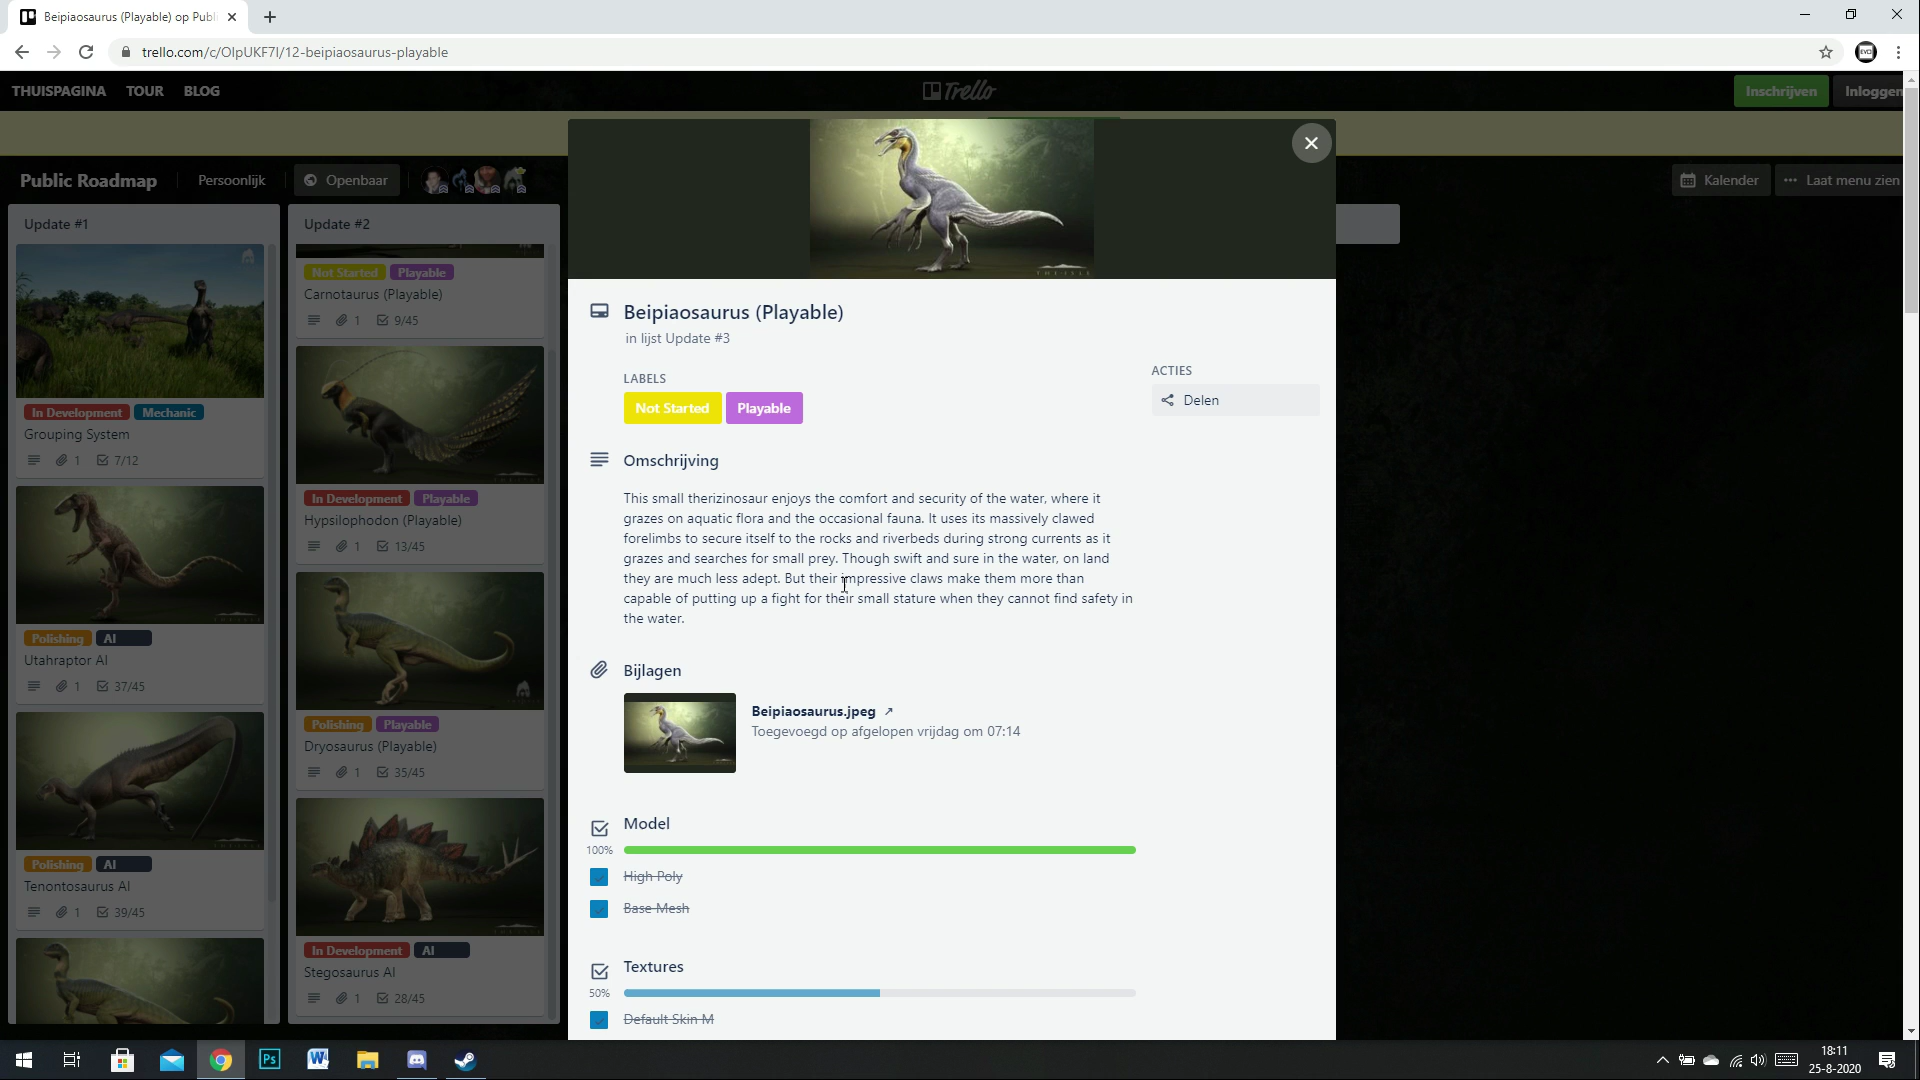 Beipiaosaurus (Playable) op Publ
trello.com/c/OlpUKF7l/12-beipiaosaurus-playable
THUISPAGINA TOUR BLOG
Trello
Inschrijven Inloggen
Public Roadmap Persoonlijk Openbaar
Kalender Laat menu zien
Update #1
In Development Mechanic
Grouping System
1 7/12
Polishing AI
Utahraptor AI
1 37/45
Polishing AI
Tenontosaurus AI
1 39/45
Update #2
Not Started Playable
Carnotaurus (Playable)
1 9/45
In Development Playable
Hypsilophodon (Playable)
1 13/45
Polishing Playable
Dryosaurus (Playable)
1 35/45
In Development AI
Stegosaurus AI
1 28/45
THE ISLE
Beipiaosaurus (Playable)
in lijst Update #3
LABELS
Not Started Playable
ACTIES
Delen
Omschrijving
This small therizinosaur enjoys the comfort and security of the water, where it
grazes on aquatic flora and the occasional fauna. It uses its massively clawed
forelimbs to secure itself to the rocks and riverbeds during strong currents as it
grazes and searches for small prey. Though swift and sure in the water, on land
they are much less adept. But their impressive claws make them more than
capable of putting up a fight for their small stature when they cannot find safety in
the water.
Bijlagen
Beipiaosaurus.jpeg
Toegevoegd op afgelopen vrijdag om 07:14
Model
100%
High Poly
Base Mesh
Textures
50%
Default Skin M
18:11
25-8-2020